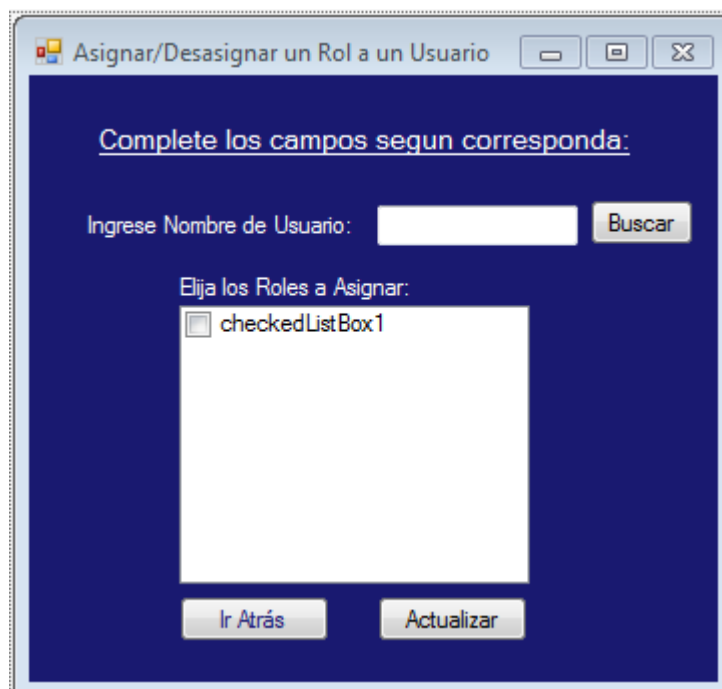 Asignar/Desasignar un Rol a un Usuario
Complete los campos segun corresponda:
Ingrese Nombre de Usuario:
Buscar
Elija los Roles a Asignar:
checkedListBox1
Ir Atrás
Actualizar